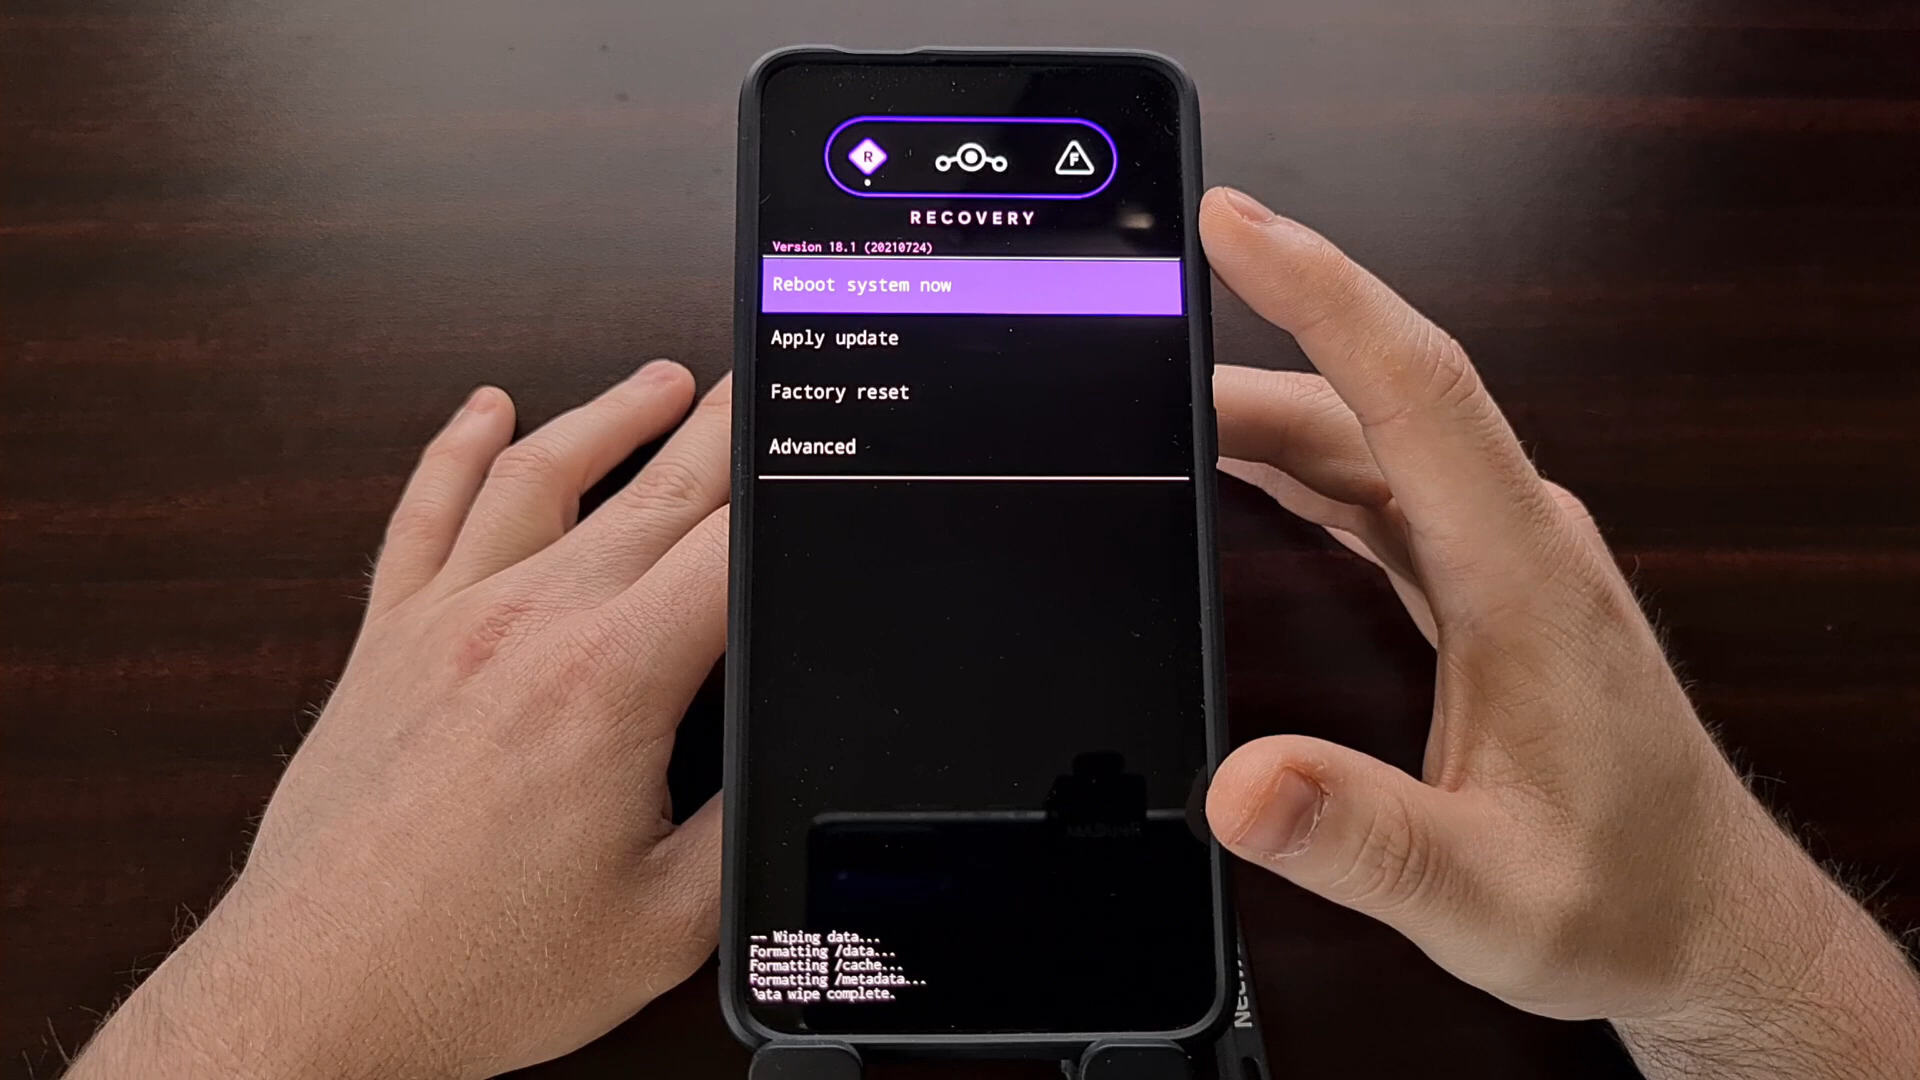 R F
RECOVERY
Version 18.1 (20210724)
Reboot system now
Apply update
Factory reset
Advanced
-- Wiping data...
Formatting /data...
Formatting /cache...
Formatting /metadata...
Data wipe complete.